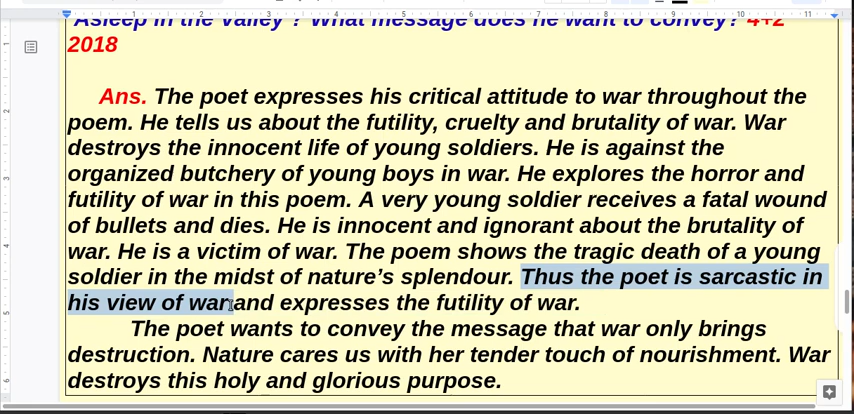 Asleep in the Valley'? What message does he want to convey? 4+2
2018
Ans. The poet expresses his critical attitude to war throughout the
poem. He tells us about the futility, cruelty and brutality of war. War
destroys the innocent life of young soldiers. He is against the
organized butchery of young boys in war. He explores the horror and
futility of war in this poem. A very young soldier receives a fatal wound
of bullets and dies. He is innocent and ignorant about the brutality of
war. He is a victim of war. The poem shows the tragic death of a young
soldier in the midst of nature's splendour. Thus the poet is sarcastic in
his view of war and expresses the futility of war.
The poet wants to convey the message that war only brings
destruction. Nature cares us with her tender touch of nourishment. War
destroys this holy and glorious purpose.